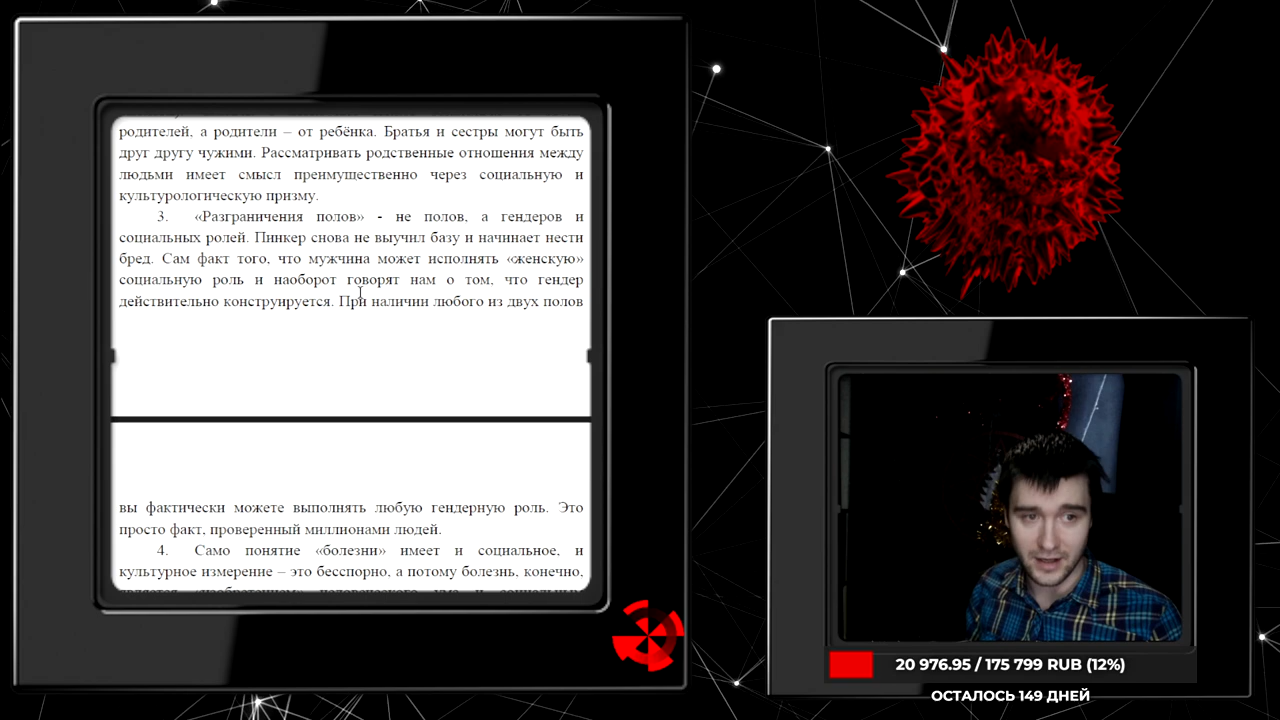 родителей, а родители – от ребёнка. Братья и сестры могут быть
друг другу чужими. Рассматривать родственные отношения между
людьми имеет смысл преимущественно через социальную и
культурологическую призму.
3. «Разграничения полов» - не полов, а гендеров и
социальных ролей. Пинкер снова не выучил базу и начинает нести
бред. Сам факт того, что мужчина может исполнять «женскую»
социальную роль и наоборот говорят нам о том, что гендер
действительно конструируется. При наличии любого из двух полов
вы фактически можете выполнять любую гендерную роль. Это
просто факт, проверенный миллионами людей.
4. Само понятие «болезни» имеет и социальное, и
культурное измерение – это бесспорно, а потому болезнь, конечно,
20 976.95 / 175 799 RUB (12%)
ОСТАЛОСЬ 149 ДНЕЙ